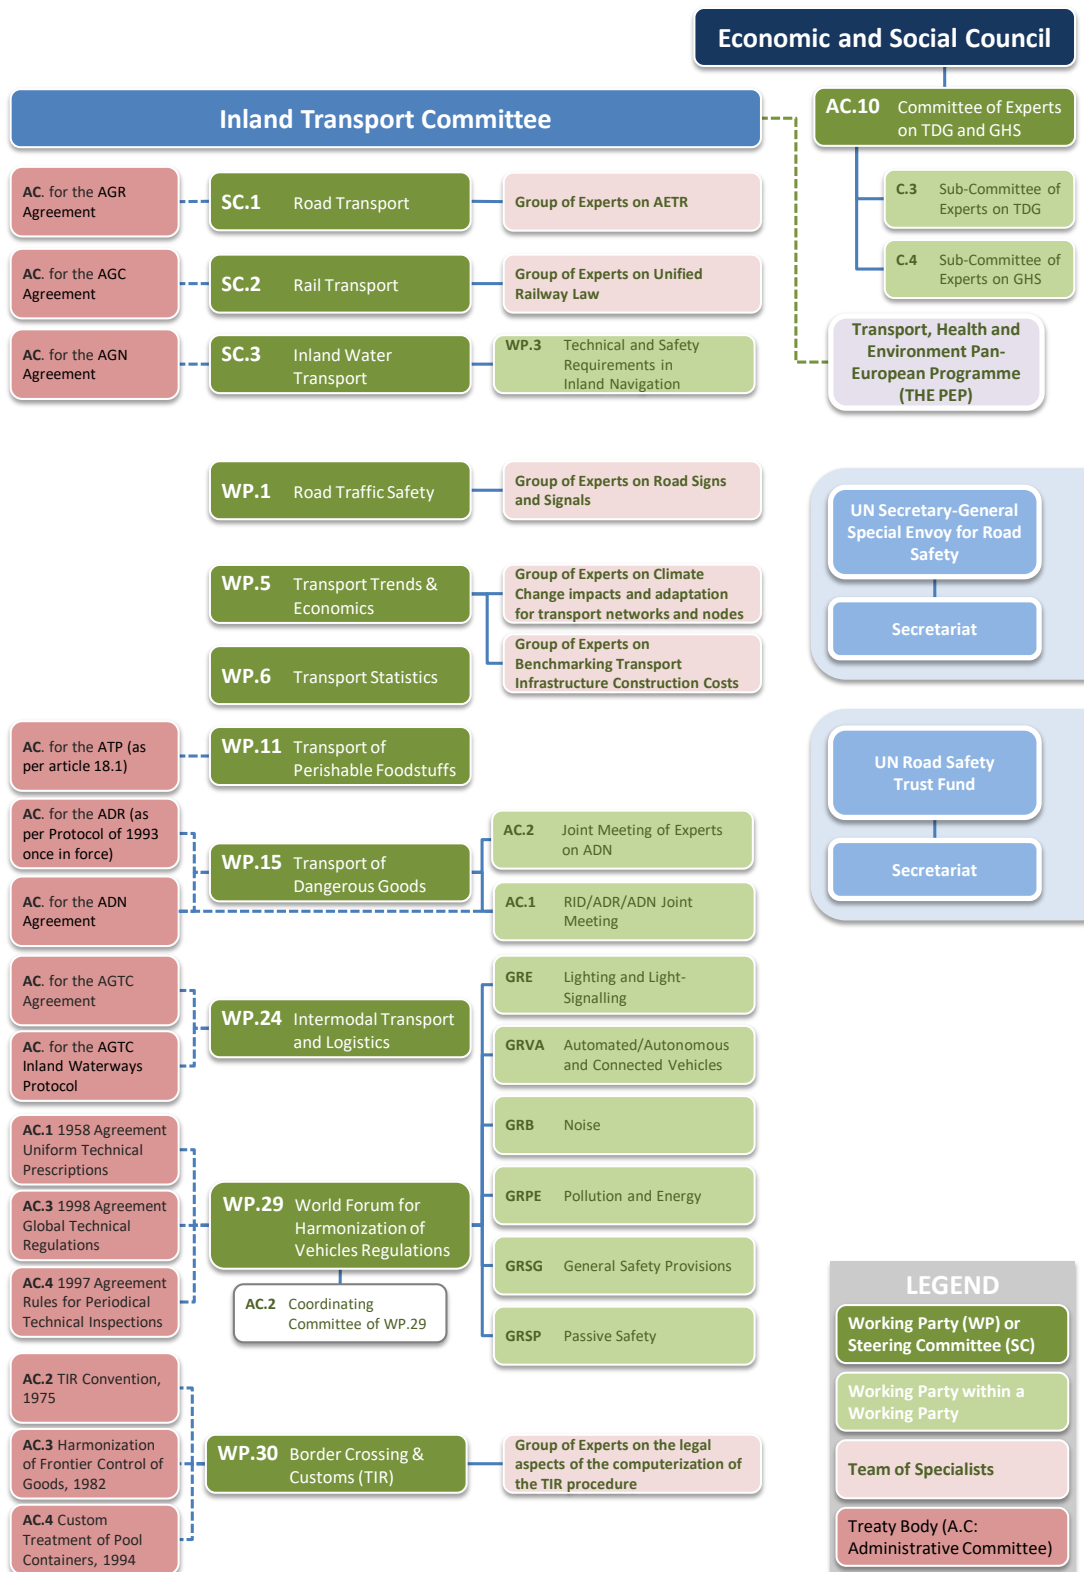 Economic and Social Council
Inland Transport Committee
AC.10 Committee of Experts
on TDG and GHS
C.3 Sub-Committee of
Experts on TDG
C.4 Sub-Committee of
Experts on GHS
Transport, Health and
Environment Pan-
European Programme
(THE PEP)
AC. for the AGR
Agreement
SC.1 Road Transport
Group of Experts on AETR
AC. for the AGC
Agreement
SC.2 Rail Transport
Group of Experts on Unified
Railway Law
AC. for the AGN
Agreement
SC.3 Inland Water
Transport
WP.3 Technical and Safety
Requirements in
Inland Navigation
WP.1 Road Traffic Safety
Group of Experts on Road Signs
and Signals
UN Secretary-General
Special Envoy for Road
Safety
Secretariat
WP.5 Transport Trends &
Economics
Group of Experts on Climate
Change impacts and adaptation
for transport networks and nodes
Group of Experts on
Benchmarking Transport
Infrastructure Construction Costs
WP.6 Transport Statistics
UN Road Safety
Trust Fund
Secretariat
AC. for the ATP (as
per article 18.1)
WP.11 Transport of
Perishable Foodstuffs
AC. for the ADR (as
per Protocol of 1993
once in force)
AC. for the ADN
Agreement
WP.15 Transport of
Dangerous Goods
AC.2 Joint Meeting of Experts
on ADN
AC.1 RID/ADR/ADN Joint
Meeting
AC. for the AGTC
Agreement
AC. for the AGTC
Inland Waterways
Protocol
WP.24 Intermodal Transport
and Logistics
AC.1 1958 Agreement
Uniform Technical
Prescriptions
AC.3 1998 Agreement
Global Technical
Regulations
AC.4 1997 Agreement
Rules for Periodical
Technical Inspections
WP.29 World Forum for
Harmonization of
Vehicles Regulations
AC.2 Coordinating
Committee of WP.29
GRE Lighting and Light-
Signalling
GRVA Automated/Autonomous
and Connected Vehicles
GRB Noise
GRPE Pollution and Energy
GRSG General Safety Provisions
GRSP Passive Safety
AC.2 TIR Convention,
1975
AC.3 Harmonization
of Frontier Control of
Goods, 1982
AC.4 Custom
Treatment of Pool
Containers, 1994
WP.30 Border Crossing &
Customs (TIR)
Group of Experts on the legal
aspects of the computerization of
the TIR procedure
LEGEND
Working Party (WP) or
Steering Committee (SC)
Working Party within a
Working Party
Team of Specialists
Treaty Body (A.C:
Administrative Committee)